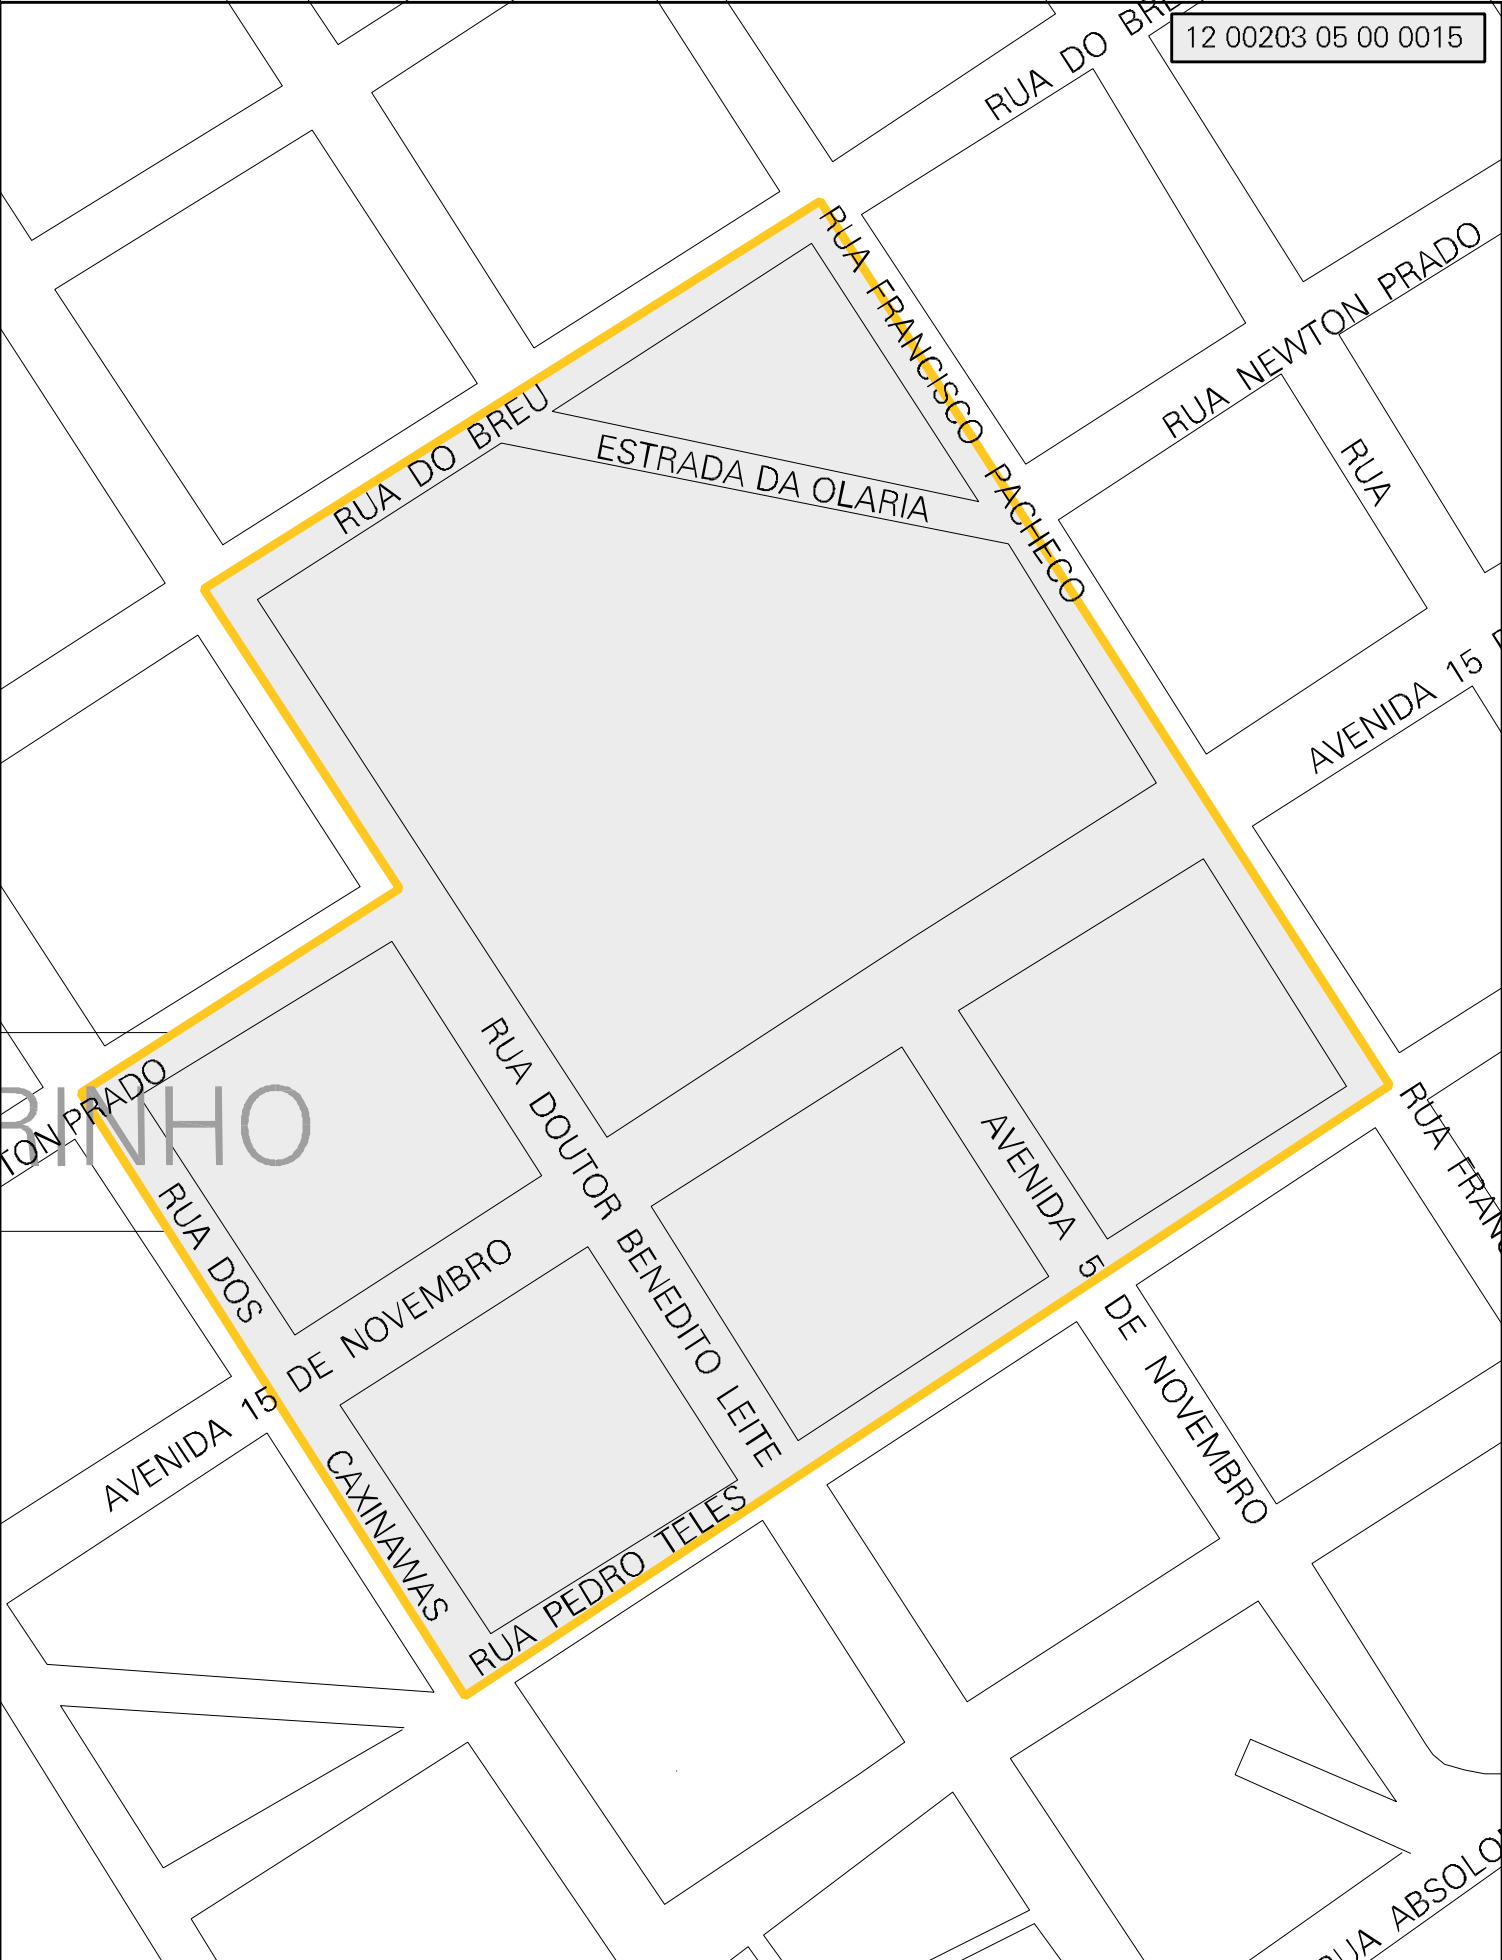 12 00203 05 00 0015
RUA DO BRE
RUA NEWTON PRADO
RUA FRANCISCO PACHECO
RUA DO BREU
ESTRADA DA OLARIA
RUA
AVENIDA 15
RUA DOUTOR BENEDITO LEITE
TON PRADO
RINHO
RUA DOS CAXINAWAS
AVENIDA 15 DE NOVEMBRO
AVENIDA 5 DE NOVEMBRO
RUA FRAN
RUA PEDRO TELES
RUA ABSOLO